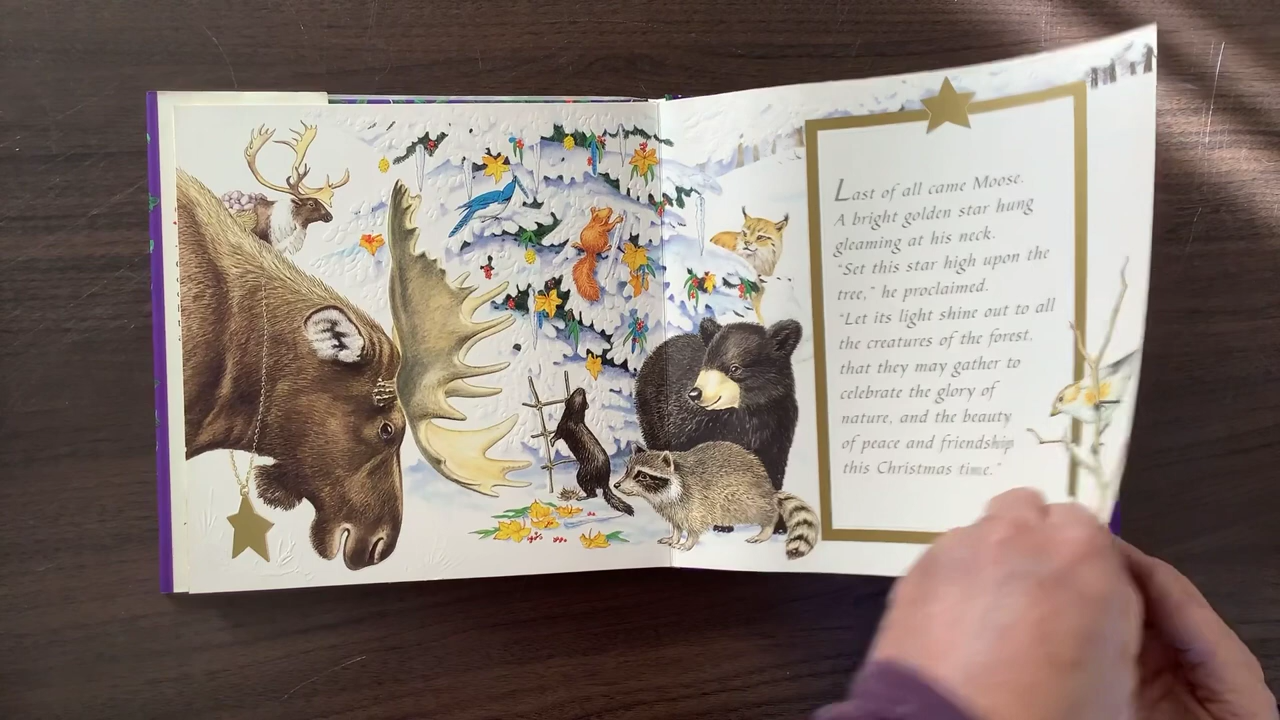 Last of all came Moose.
A bright golden star hung
gleaming at his neck.
"Set this star high upon the
tree," he proclaimed.
"Let its light shine out to all
the creatures of the forest,
that they may gather to
celebrate the glory of
nature, and the beauty
of peace and friendship
this Christmas time."